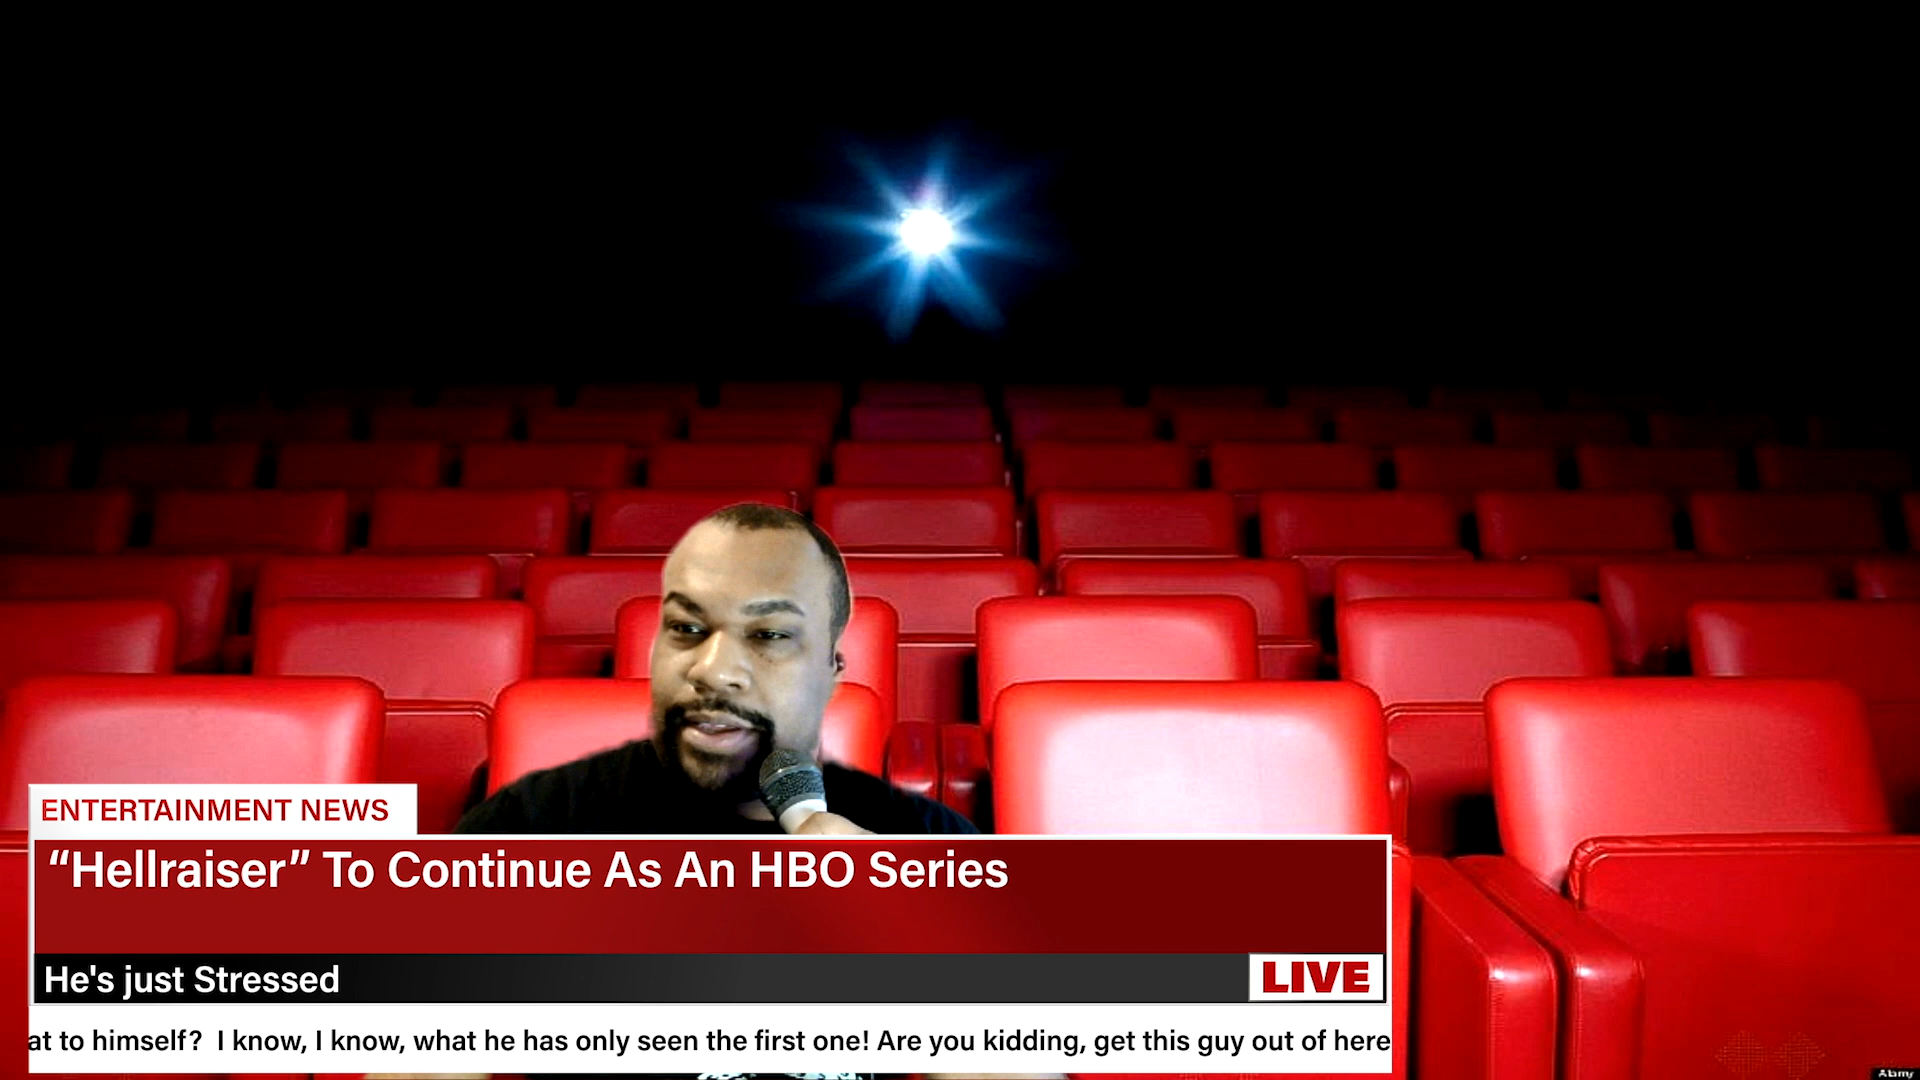 ENTERTAINMENT NEWS
“Hellraiser” To Continue As An HBO Series
He's just Stressed
LIVE
at to himself? I know, I know, what he has only seen the first one! Are you kidding, get this guy out of here
Alamy